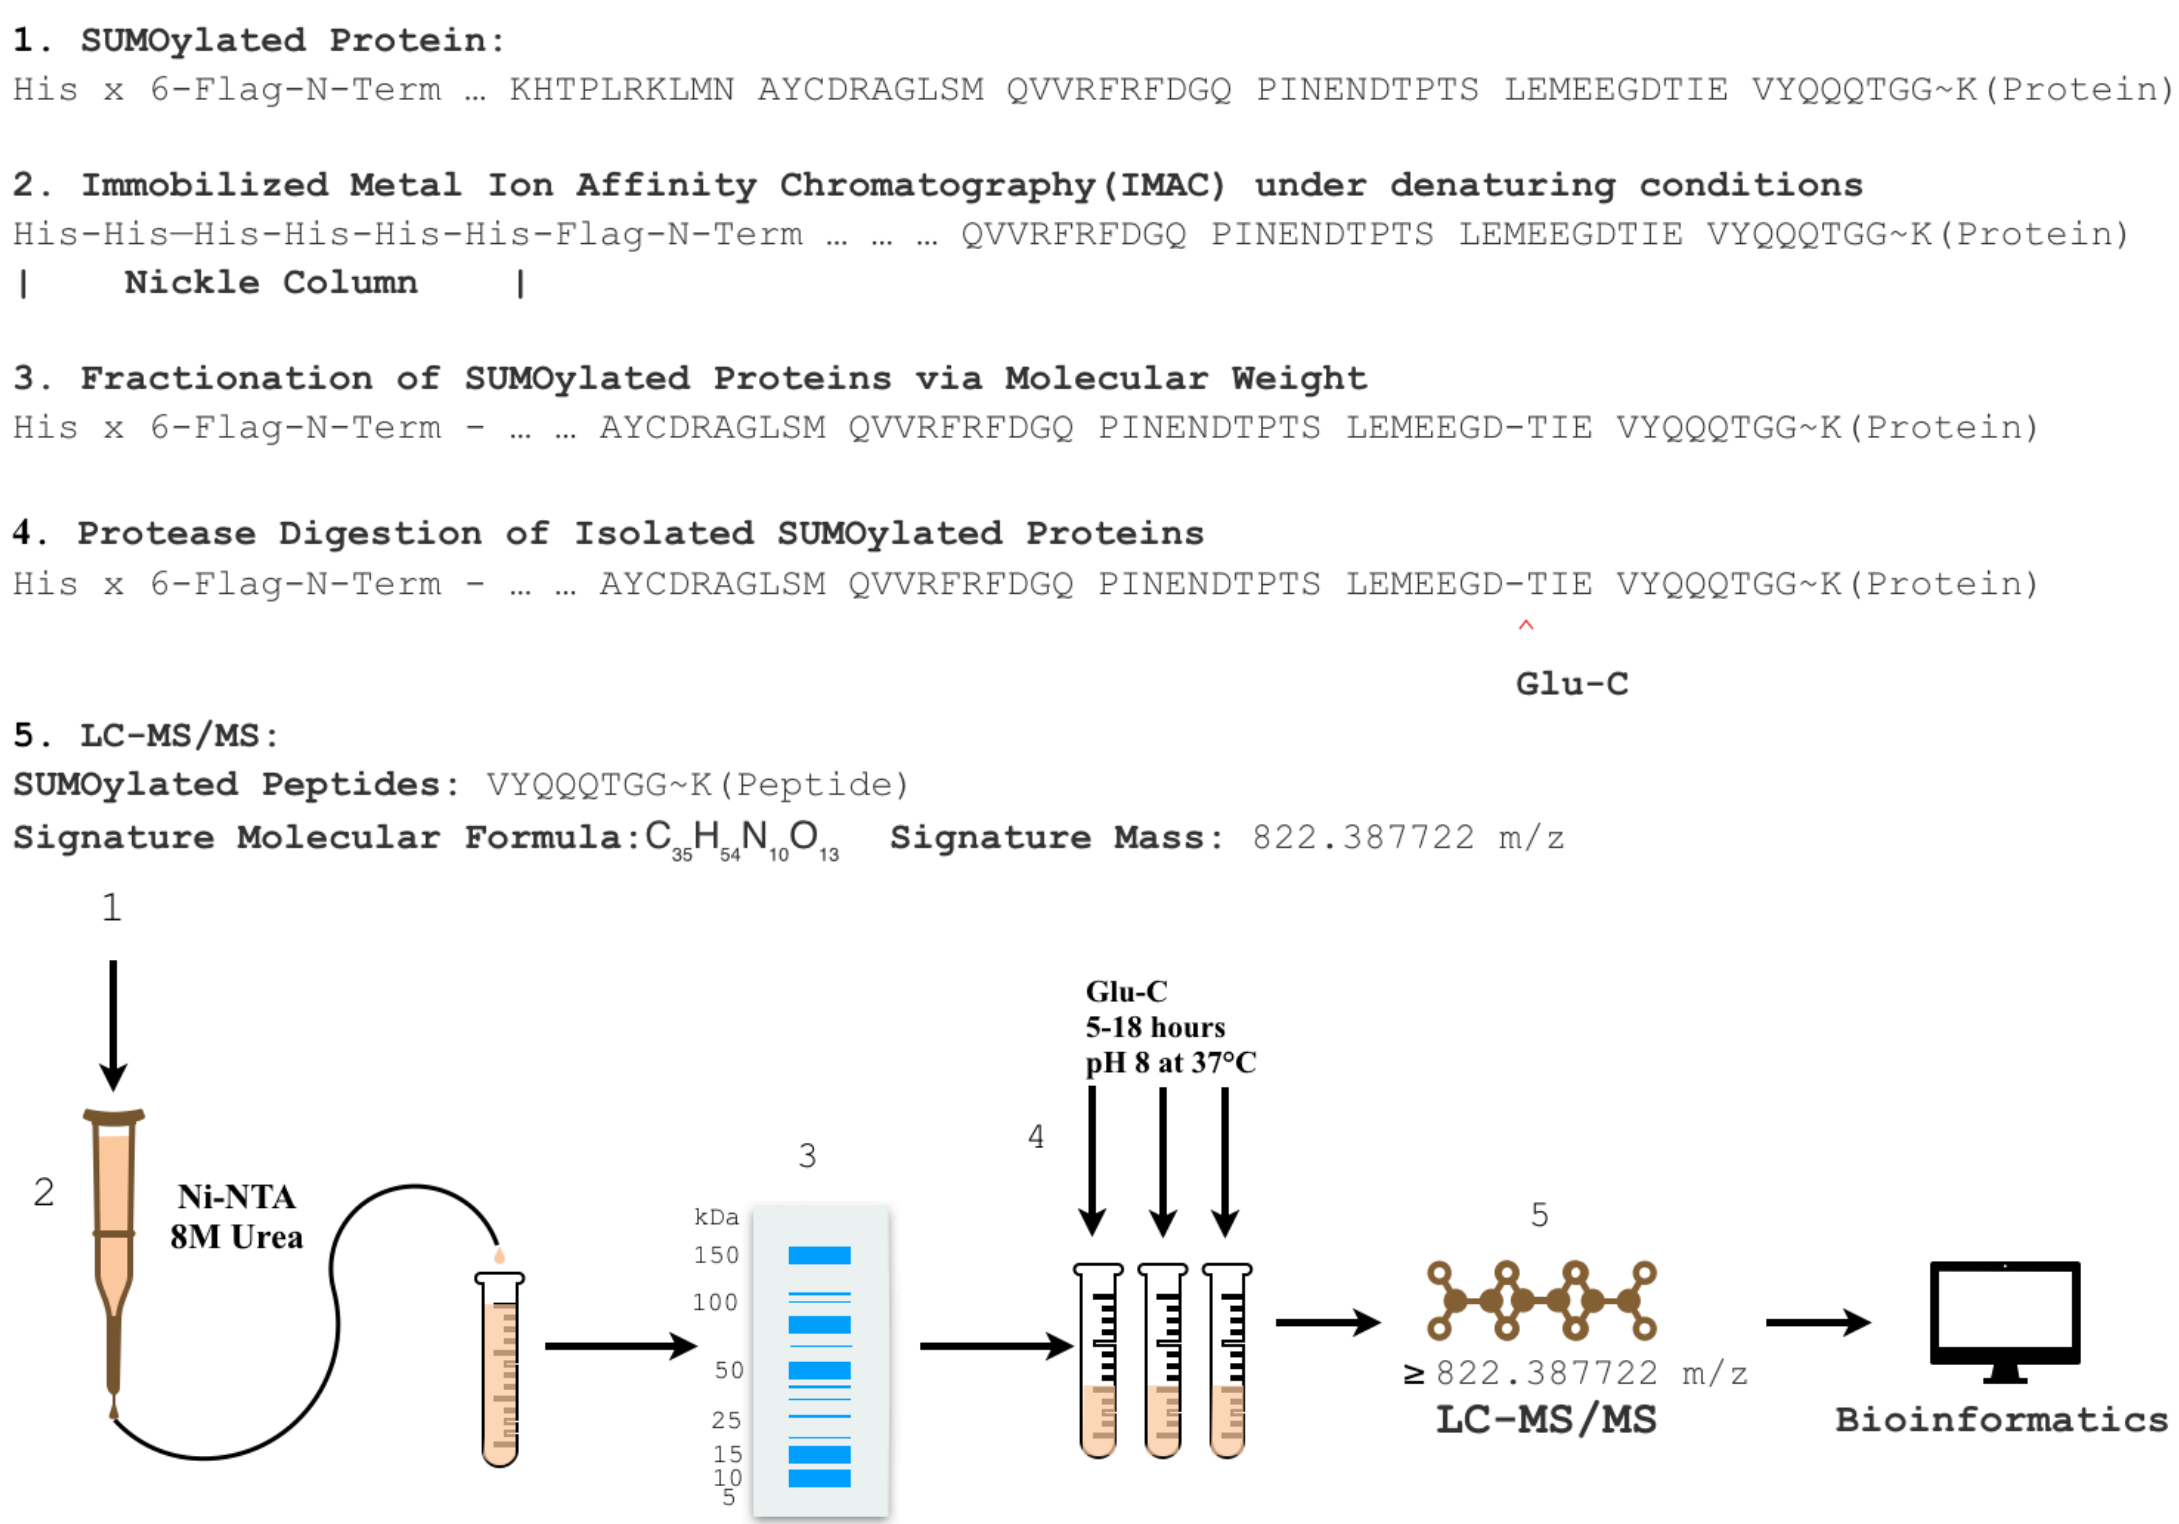 1. SUMOylated Protein:
His x 6-Flag-N-Term … KHTPLRKLMN AYCDRAGLSM QVVRFRFDGQ PINENDTPTS LEMEEGDTIE VYQQQTGG~K(Protein)
2. Immobilized Metal Ion Affinity Chromatography(IMAC) under denaturing conditions
His-His—His-His-His-His-Flag-N-Term … … … QVVRFRFDGQ PINENDTPTS LEMEEGDTIE VYQQQTGG~K(Protein)
| Nickle Column |
3. Fractionation of SUMOylated Proteins via Molecular Weight
His x 6-Flag-N-Term - … … AYCDRAGLSM QVVRFRFDGQ PINENDTPTS LEMEEGD-TIE VYQQQTGG~K(Protein)
4. Protease Digestion of Isolated SUMOylated Proteins
His x 6-Flag-N-Term - … … AYCDRAGLSM QVVRFRFDGQ PINENDTPTS LEMEEGD-TIE VYQQQTGG~K(Protein)
^
Glu-C
5. LC-MS/MS:
SUMOylated Peptides: VYQQQTGG~K(Peptide)
Signature Molecular Formula:C35H54N10O13 Signature Mass: 822.387722 m/z
1
2
Ni-NTA
8M Urea
3
kDa
150
100
50
25
15
10
5
4
Glu-C
5-18 hours
pH 8 at 37°C
5
≥822.387722 m/z
LC-MS/MS
Bioinformatics